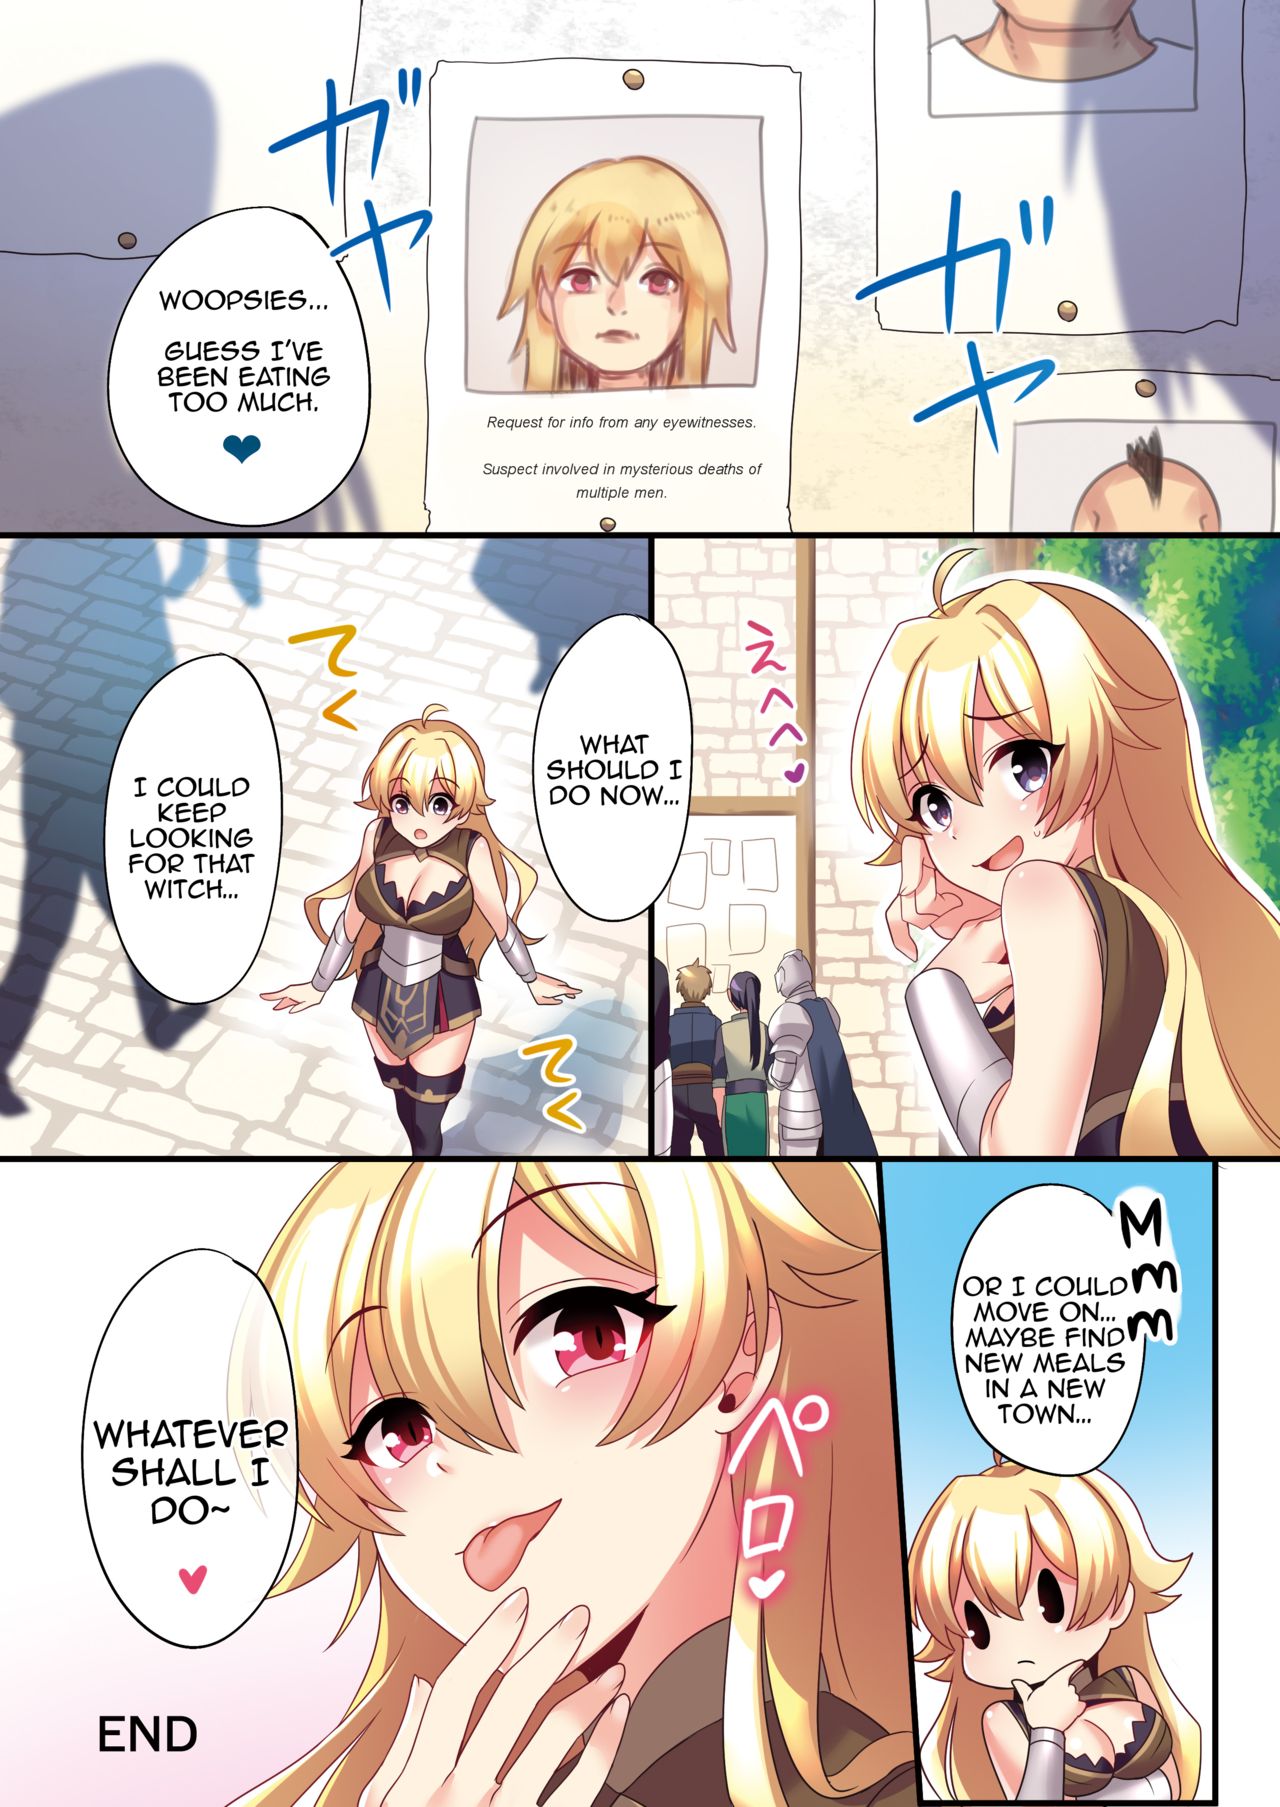 ガヤ
ガヤ
WOOPSIES...
GUESS I'VE
BEEN EATING
TOO MUCH.
Request for info from any eyewitnesses.
Suspect involved in mysterious deaths of
multiple men.
えへへ
WHAT
SHOULD I
DO NOW...
てく
てく
I COULD
KEEP
LOOKING
FOR THAT
WITCH...
Mmm
OR I COULD
MOVE ON...
MAYBE FIND
NEW MEALS
IN A NEW
TOWN...
ペロ
WHATEVER
SHALL I
DO~
END